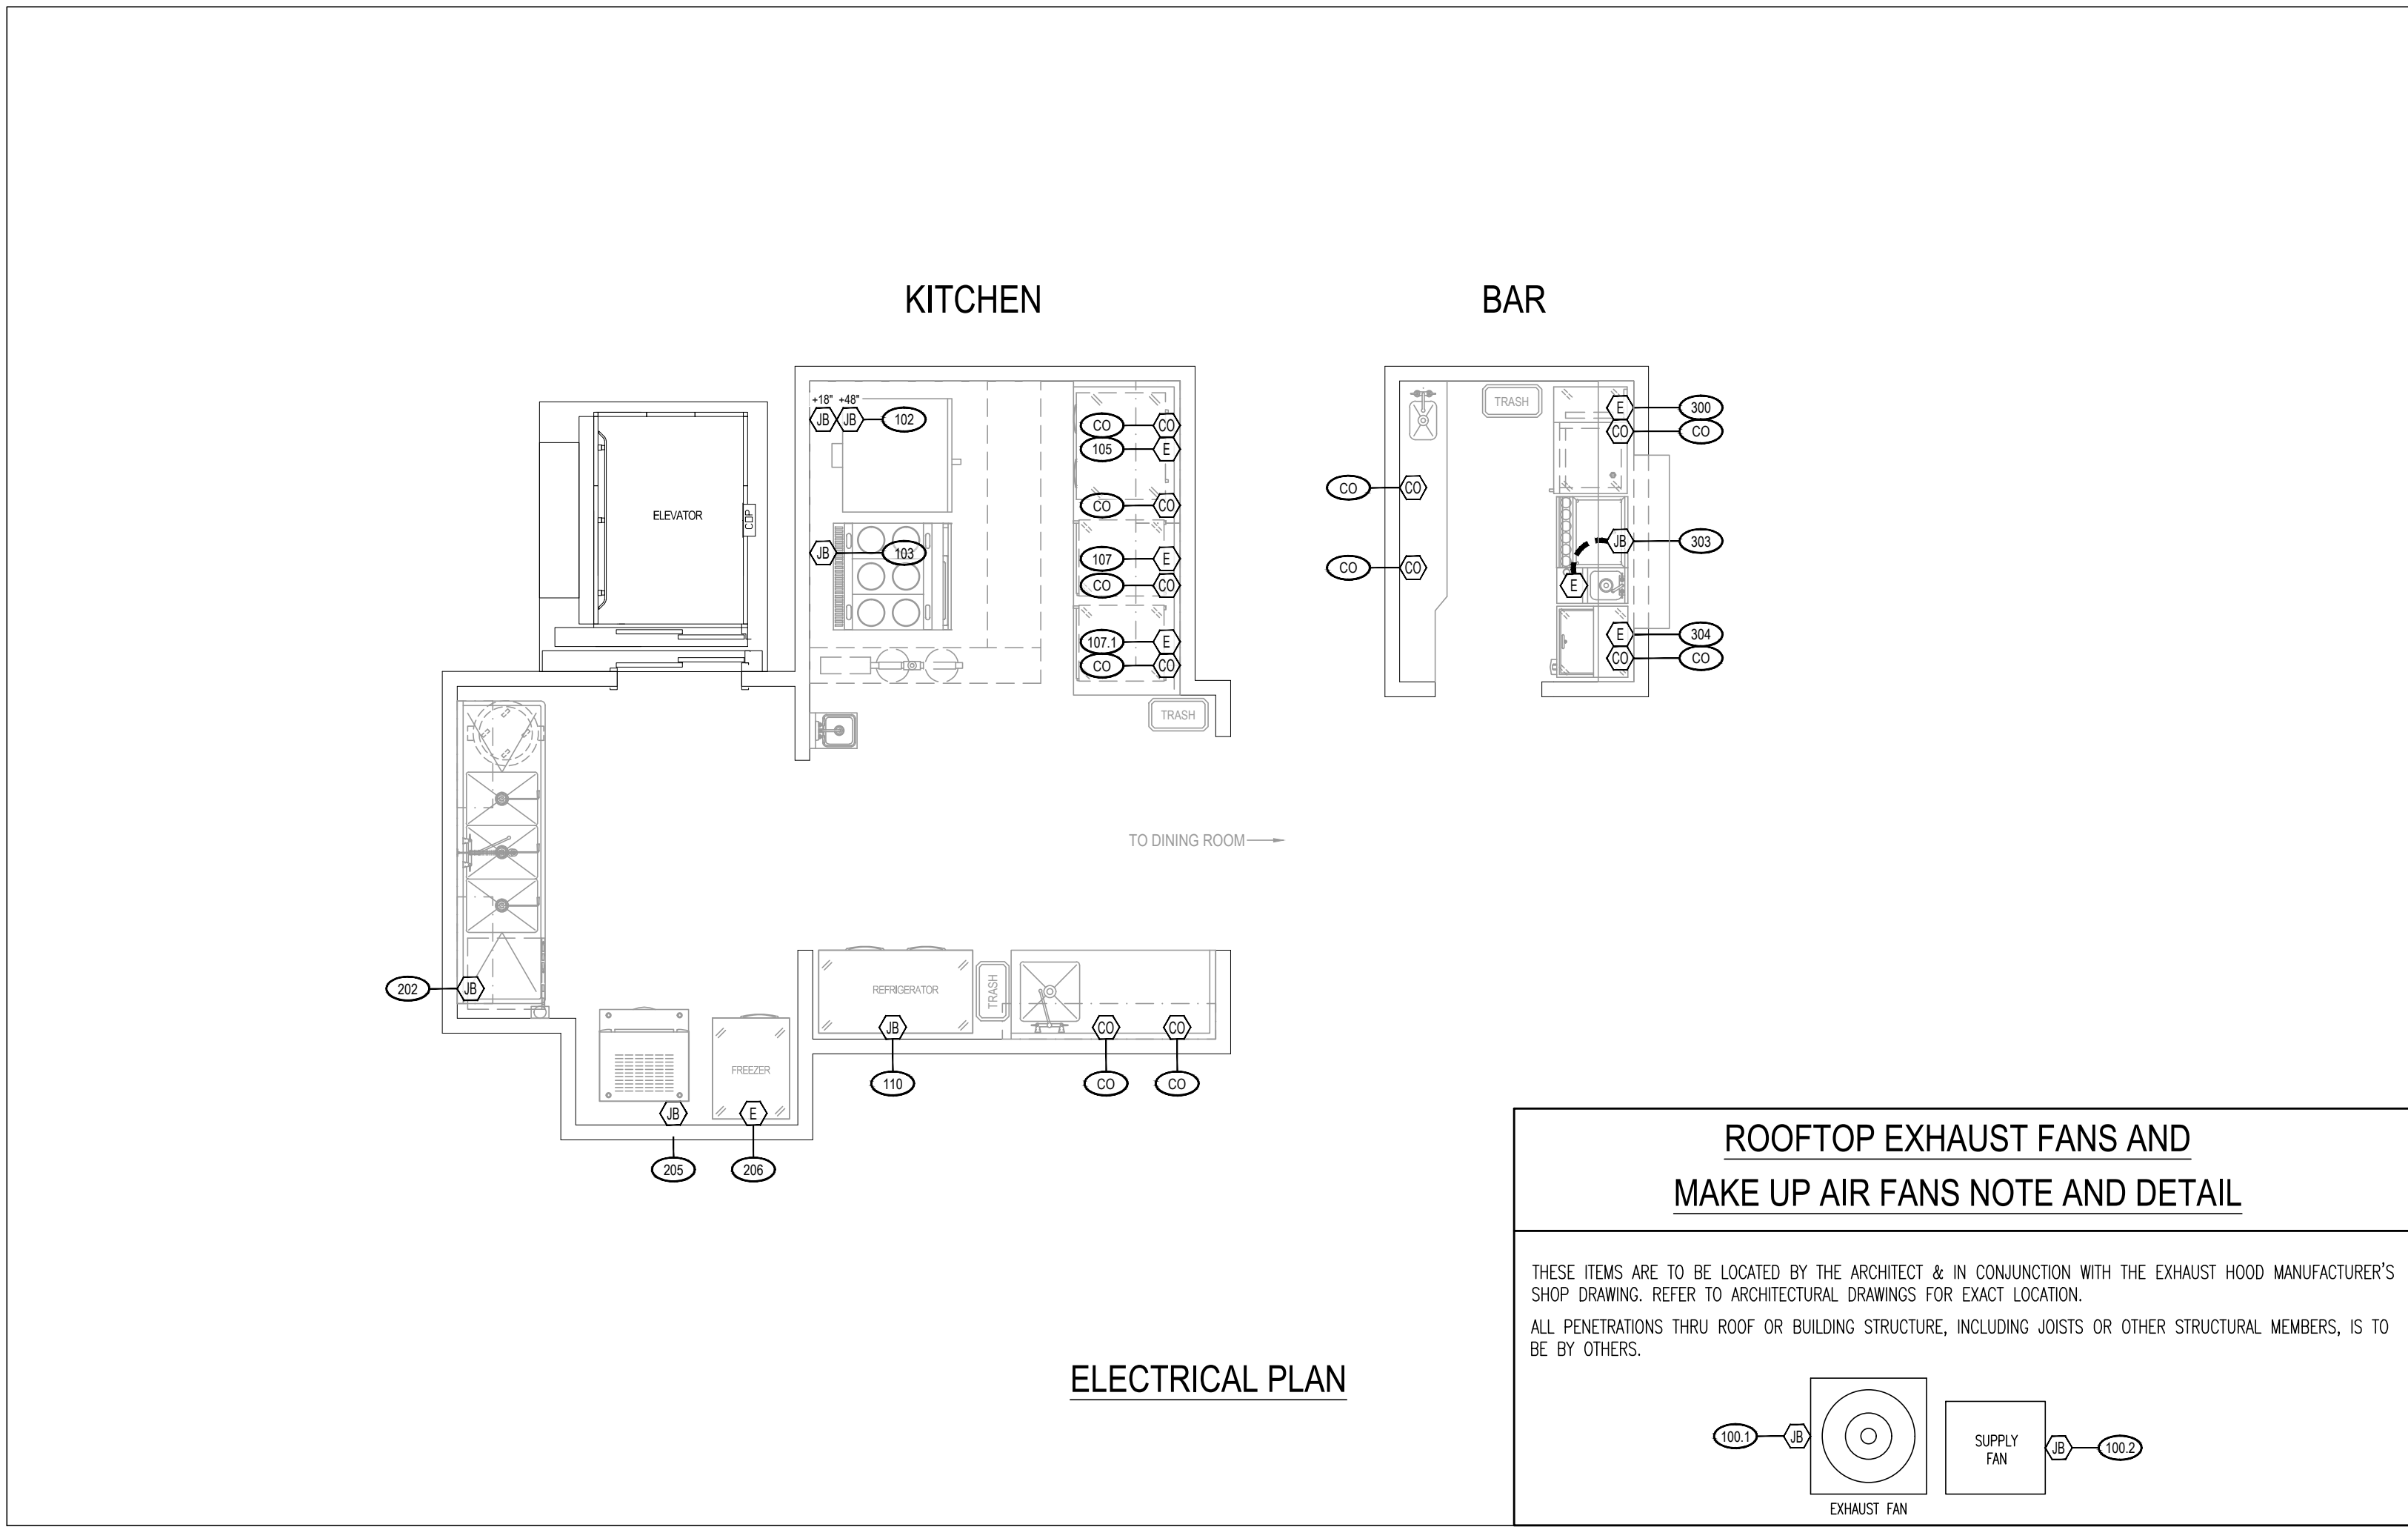 KITCHEN
BAR
+18" +48"
JB JB 102
CO CO
105 E
CO CO
JB 103
107 E
CO CO
107.1 E
CO CO
ELEVATOR
COP
TRASH
TRASH
E 300
CO CO
CO CO
JB 303
CO CO
E
E 304
CO CO
TO DINING ROOM
202 JB
REFRIGERATOR
TRASH
JB
CO CO
110
CO CO
FREEZER
JB E
205 206
ELECTRICAL PLAN
ROOFTOP EXHAUST FANS AND
MAKE UP AIR FANS NOTE AND DETAIL
THESE ITEMS ARE TO BE LOCATED BY THE ARCHITECT & IN CONJUNCTION WITH THE EXHAUST HOOD MANUFACTURER'S
SHOP DRAWING. REFER TO ARCHITECTURAL DRAWINGS FOR EXACT LOCATION.
ALL PENETRATIONS THRU ROOF OR BUILDING STRUCTURE, INCLUDING JOISTS OR OTHER STRUCTURAL MEMBERS, IS TO
BE BY OTHERS.
100.1 JB
SUPPLY
FAN
JB 100.2
EXHAUST FAN